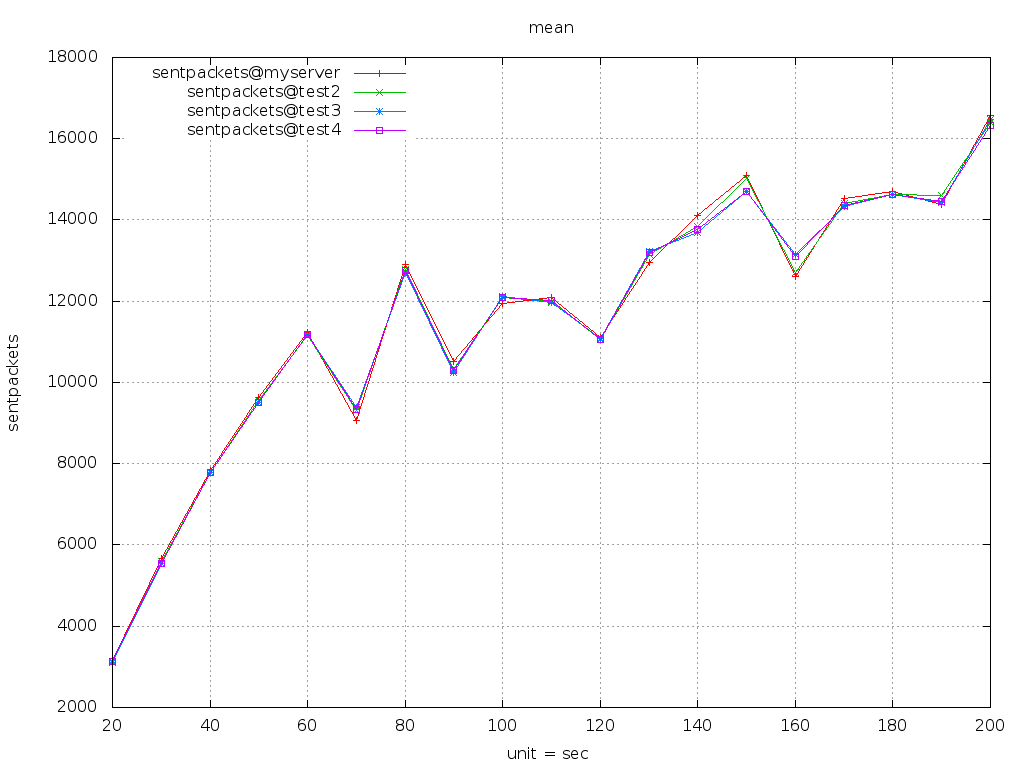 mean
18000
16000
14000
12000
10000
8000
6000
4000
2000
sentpackets
sentpackets@myserver
sentpackets@test2
sentpackets@test3
sentpackets@test4
20 40 60 80 100 120 140 160 180 200
unit = sec